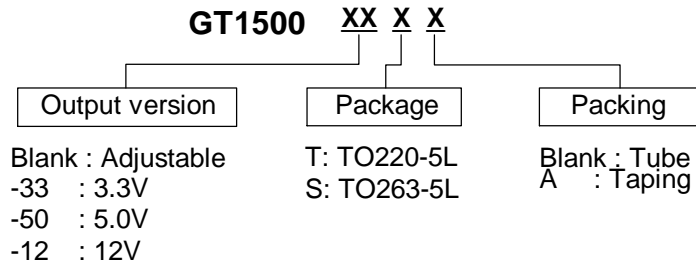 GT1500 XX X X
Output version
Package
Packing
Blank : Adjustable
-33 : 3.3V
-50 : 5.0V
-12 : 12V
T: TO220-5L
S: TO263-5L
Blank : Tube
A : Taping